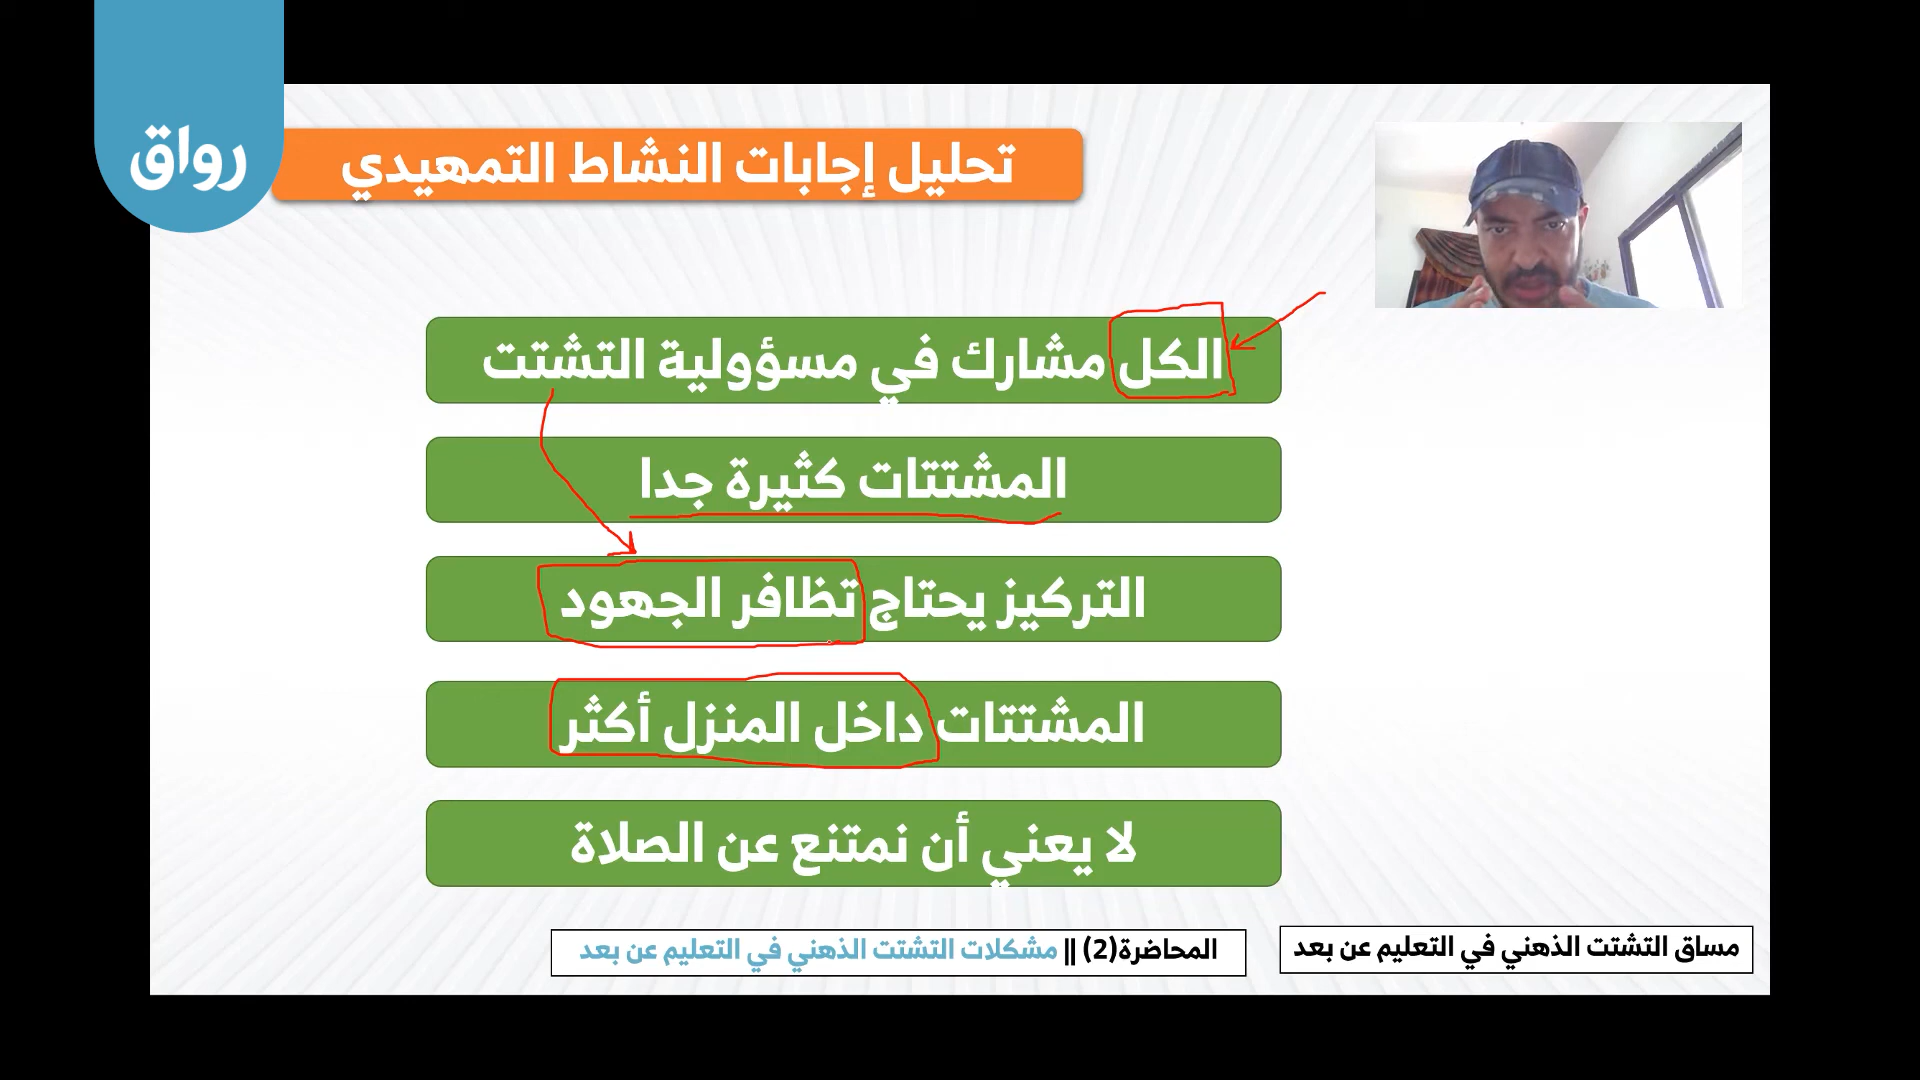 رواق
تحليل إجابات النشاط التمهيدي
الكل مشارك في مسؤولية التشتت
المشتتات كثيرة جدا
التركيز يحتاج تظافر الجهود
المشتتات داخل المنزل أكثر
لا يعني أن نمتنع عن الصلاة
مساق التشتت الذهني في التعليم عن بعد
المحاضرة(2) || مشكلات التشتت الذهني في التعليم عن بعد